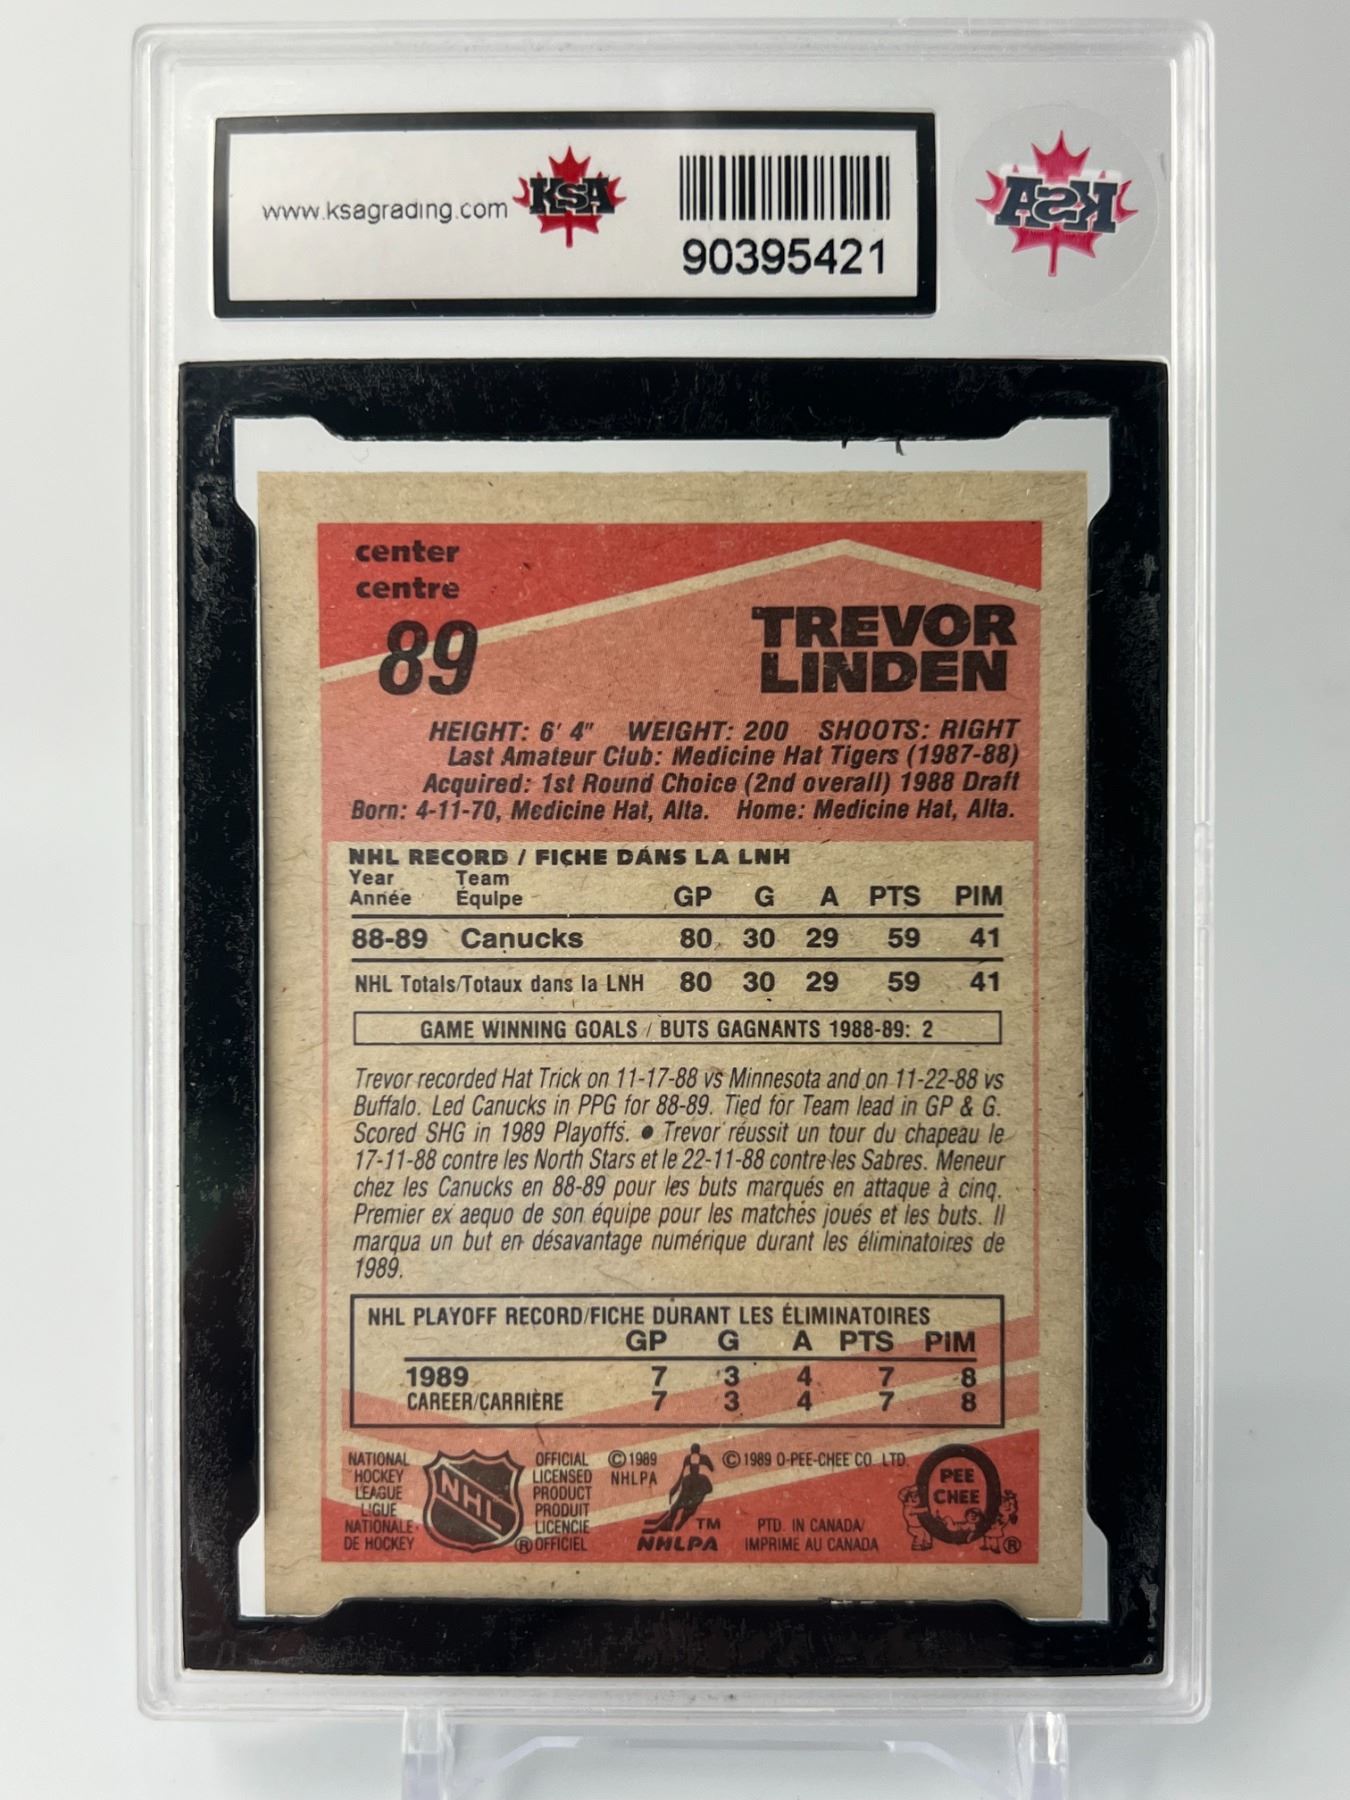 www.ksagrading.com
KSA
90395421
KSA
center
centre
89
TREVOR
LINDEN
HEIGHT: 6' 4" WEIGHT: 200 SHOOTS: RIGHT
Last Amateur Club: Medicine Hat Tigers (1987-88)
Acquired: 1st Round Choice (2nd overall) 1988 Draft
Born: 4-11-70, Medicine Hat, Alta. Home: Medicine Hat, Alta.
NHL RECORD / FICHE DANS LA LNH
Year Team
Année Équipe GP G A PTS PIM
88-89 Canucks 80 30 29 59 41
NHL Totals/Totaux dans la LNH 80 30 29 59 41
GAME WINNING GOALS / BUTS GAGNANTS 1988-89: 2
Trevor recorded Hat Trick on 11-17-88 vs Minnesota and on 11-22-88 vs
Buffalo. Led Canucks in PPG for 88-89. Tied for Team lead in GP & G.
Scored SHG in 1989 Playoffs. ● Trevor réussit un tour du chapeau le
17-11-88 contre les North Stars et le 22-11-88 contre les Sabres. Meneur
chez les Canucks en 88-89 pour les buts marqués en attaque à cinq.
Premier ex aequo de son équipe pour les matchés joués et les buts. Il
marqua un but en désavantage numérique durant les éliminatoires de
1989.
NHL PLAYOFF RECORD/FICHE DURANT LES ÉLIMINATOIRES
GP G A PTS PIM
1989 7 3 4 7 8
CAREER/CARRIÈRE 7 3 4 7 8
NATIONAL
HOCKEY
LEAGUE
LIGUE
NATIONALE
DE HOCKEY
NHL
®
OFFICIAL
LICENSED
PRODUCT
PRODUIT
LICENCIE
OFFICIEL
©1989
NHLPA
TM
NHLPA
©1989 O-PEE-CHEE CO. LTD.
PTD. IN CANADA/
IMPRIME AU CANADA
O
PEE
CHEE
®